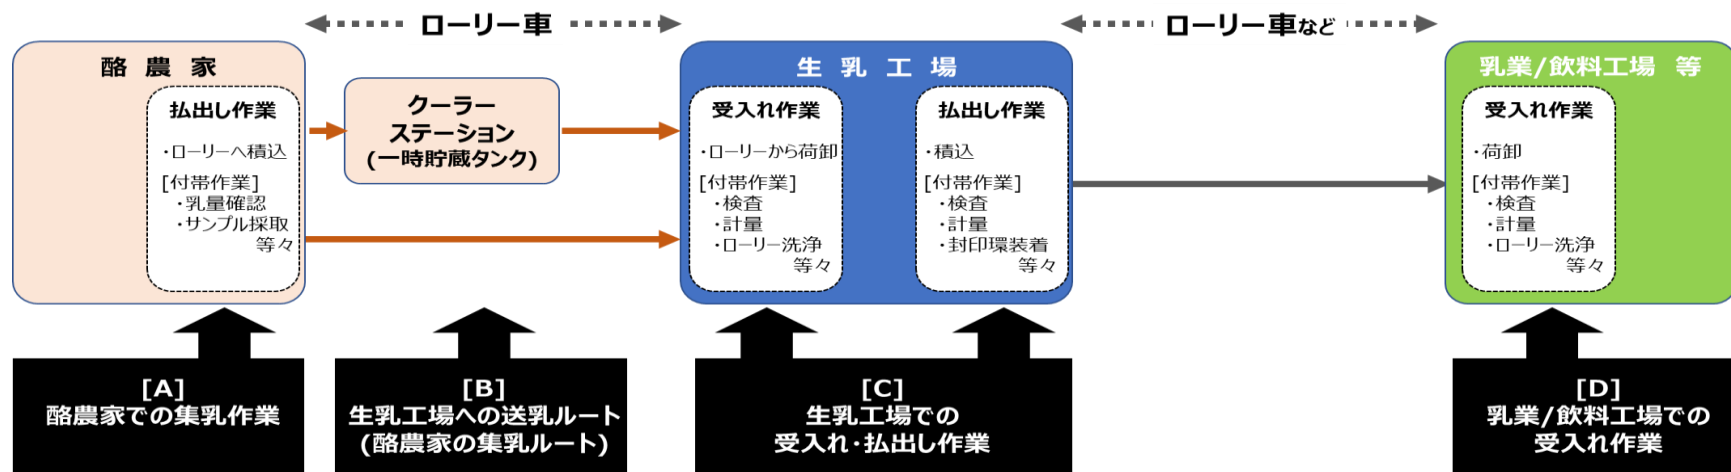 ローリー車
ローリー車など
酪 農 家
払出し作業
・ローリーへ積込
[付帯作業]
・乳量確認
・サンプル採取
等々
クーラー
ステーション
(一時貯蔵タンク)
生 乳 工 場
受入れ作業
・ローリーから荷卸
[付帯作業]
・検査
・計量
・ローリー洗浄
等々
払出し作業
・積込
[付帯作業]
・検査
・計量
・封印環装着
等々
乳業/飲料工場 等
受入れ作業
・荷卸
[付帯作業]
・検査
・計量
・ローリー洗浄
等々
[A]
酪農家での集乳作業
[B]
生乳工場への送乳ルート
(酪農家の集乳ルート)
[C]
生乳工場での
受入れ・払出し作業
[D]
乳業/飲料工場での
受入れ作業